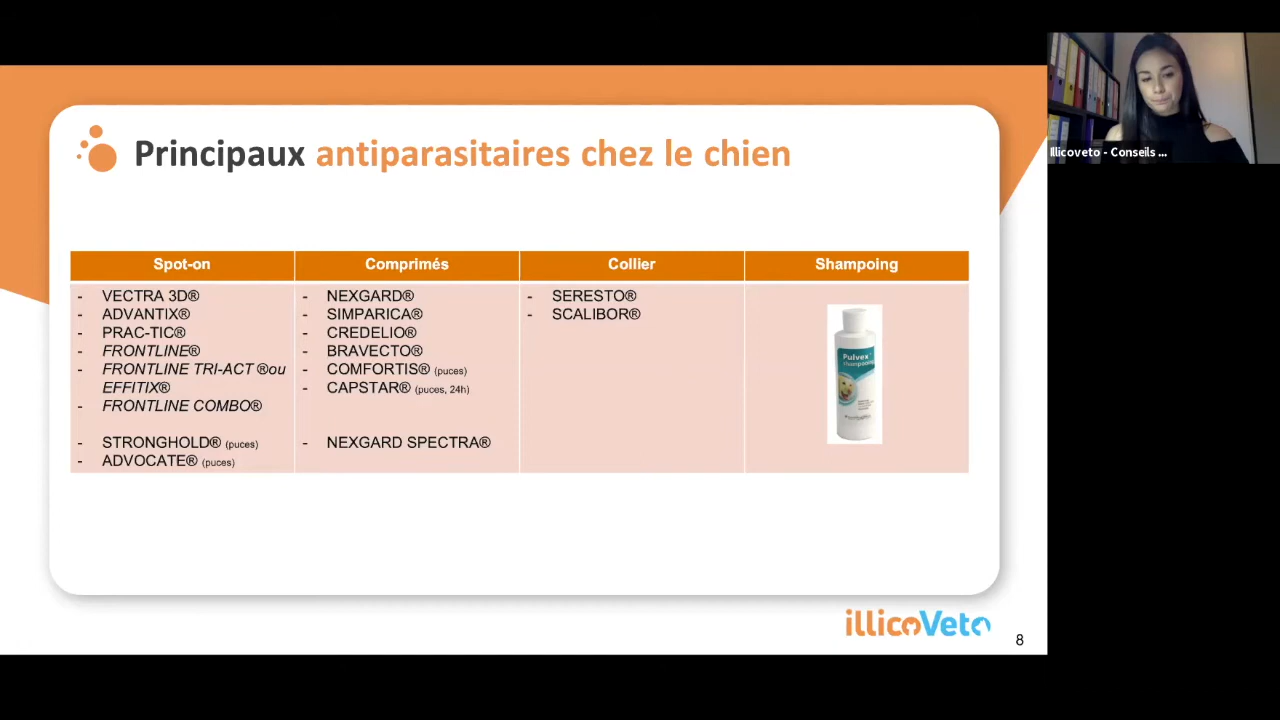 Principaux antiparasitaires chez le chien
Illicoveto - Conseils ...
Spot-on
- VECTRA 3D®
- ADVANTIX®
- PRAC-TIC®
- FRONTLINE®
- FRONTLINE TRI-ACT ®ou
EFFITIX®
- FRONTLINE COMBO®
- STRONGHOLD® (puces)
- ADVOCATE® (puces)
Comprimés
- NEXGARD®
- SIMPARICA®
- CREDELIO®
- BRAVECTO®
- COMFORTIS® (puces)
- CAPSTAR® (puces, 24h)
- NEXGARD SPECTRA®
Collier
- SERESTO®
- SCALIBOR®
Shampoing
Pulvex
shampooing
illicoVeto
8